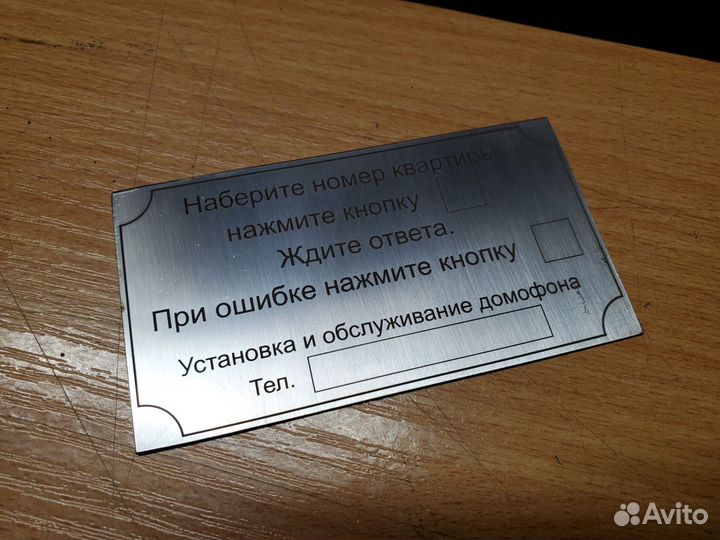 Наберите номер квартиры
нажмите кнопку
Ждите ответа.
При ошибке нажмите кнопку
Установка и обслуживание домофона
Тел.
Avito